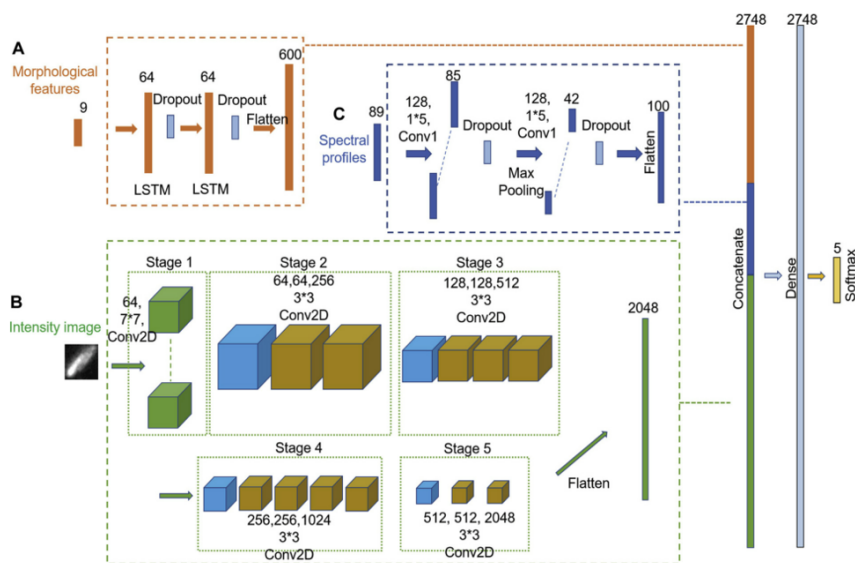 A
Morphological
features
9
64
LSTM
Dropout
64
LSTM
Dropout
Flatten
600
C
Spectral
profiles
89
128,
1*5,
Conv1
85
Dropout
128,
1*5,
Conv1
Max
Pooling
42
Dropout
Flatten
100
B
Intensity image
Stage 1
64,
7*7,
Conv2D
Stage 2
64,64,256
3*3
Conv2D
Stage 3
128,128,512
3*3
Conv2D
Stage 4
256,256,1024
3*3
Conv2D
Stage 5
512, 512, 2048
3*3
Conv2D
Flatten
2048
2748
Concatenate
2748
Dense
5
Softmax